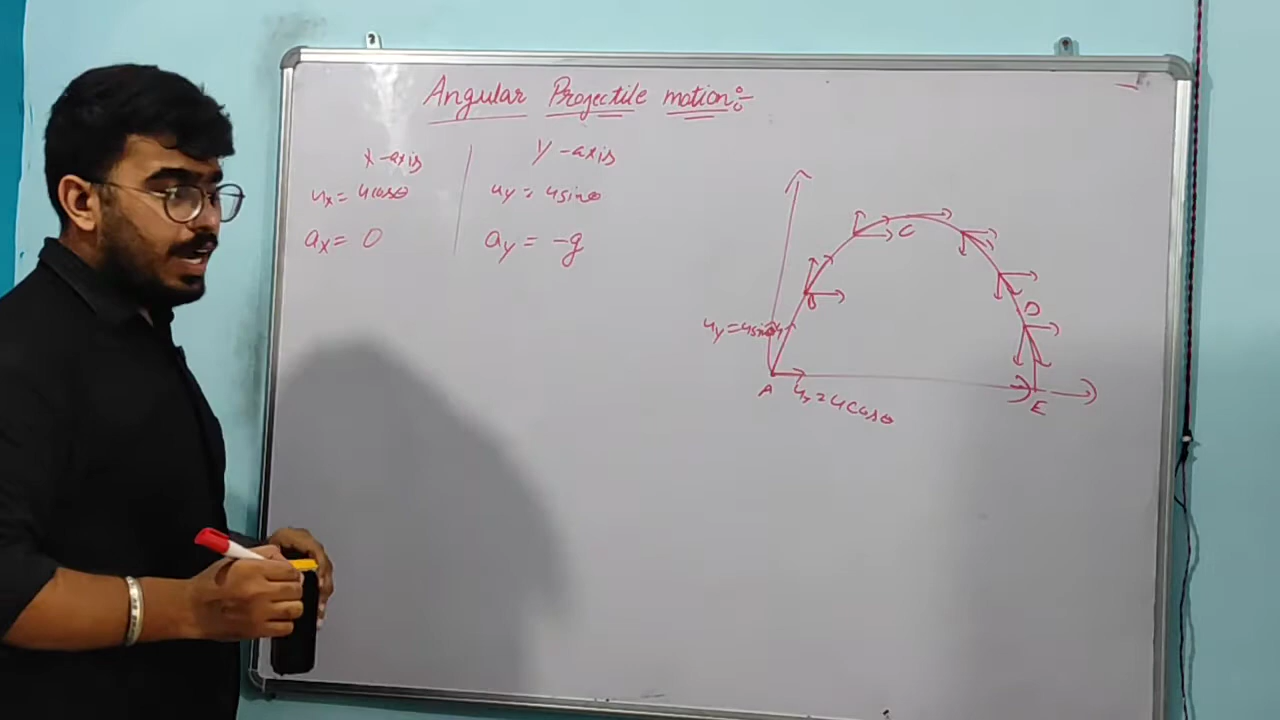 Angular Projectile motion:-
x-axis
Y-axis
ux = ucosθ
uy = usinθ
ax = 0
ay = -g
C
B
D
uy = usinθ
u
A
ux = ucosθ
E